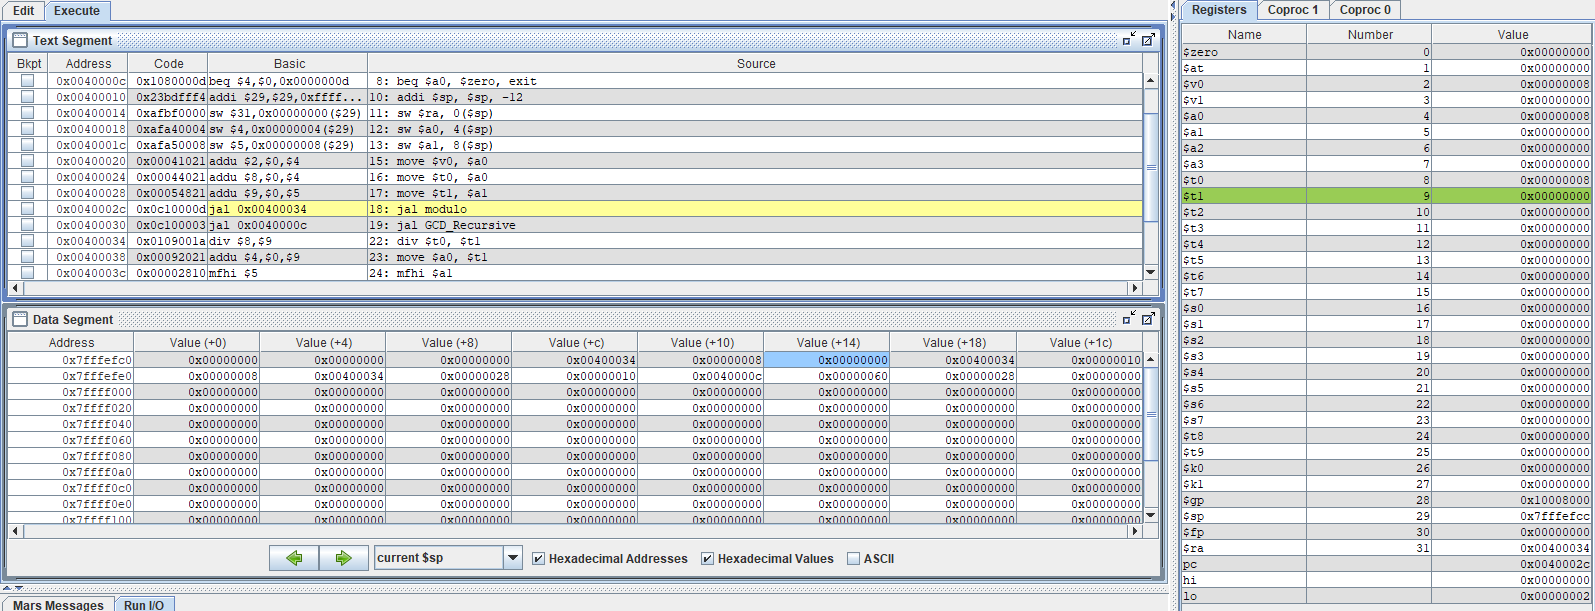 Edit Execute
Text Segment
Bkpt Address Code Basic Source
0x0040000c 0x1080000d beq $4,$0,0x0000000d 8: beq $a0, $zero, exit
0x00400010 0x23bdfff4 addi $29,$29,0xffff... 10: addi $sp, $sp, -12
0x00400014 0xafbf0000 sw $31,0x00000000($29) 11: sw $ra, 0($sp)
0x00400018 0xafa40004 sw $4,0x00000004($29) 12: sw $a0, 4($sp)
0x0040001c 0xafa50008 sw $5,0x00000008($29) 13: sw $a1, 8($sp)
0x00400020 0x00041021 addu $2,$0,$4 15: move $v0, $a0
0x00400024 0x00044021 addu $8,$0,$4 16: move $t0, $a0
0x00400028 0x00054821 addu $9,$0,$5 17: move $t1, $a1
0x0040002c 0x0c10000d jal 0x00400034 18: jal modulo
0x00400030 0x0c100003 jal 0x0040000c 19: jal GCD_Recursive
0x00400034 0x0109001a div $8,$9 22: div $t0, $t1
0x00400038 0x00092021 addu $4,$0,$9 23: move $a0, $t1
0x0040003c 0x00002810 mfhi $5 24: mfhi $a1
Data Segment
Address Value (+0) Value (+4) Value (+8) Value (+c) Value (+10) Value (+14) Value (+18) Value (+1c)
0x7fffefc0 0x00000000 0x00000000 0x00000000 0x00400034 0x00000008 0x00000000 0x00400034 0x00000010
0x7fffefe0 0x00000008 0x00400034 0x00000028 0x00000010 0x0040000c 0x00000060 0x00000028 0x00000000
0x7ffff000 0x00000000 0x00000000 0x00000000 0x00000000 0x00000000 0x00000000 0x00000000 0x00000000
0x7ffff020 0x00000000 0x00000000 0x00000000 0x00000000 0x00000000 0x00000000 0x00000000 0x00000000
0x7ffff040 0x00000000 0x00000000 0x00000000 0x00000000 0x00000000 0x00000000 0x00000000 0x00000000
0x7ffff060 0x00000000 0x00000000 0x00000000 0x00000000 0x00000000 0x00000000 0x00000000 0x00000000
0x7ffff080 0x00000000 0x00000000 0x00000000 0x00000000 0x00000000 0x00000000 0x00000000 0x00000000
0x7ffff0a0 0x00000000 0x00000000 0x00000000 0x00000000 0x00000000 0x00000000 0x00000000 0x00000000
0x7ffff0c0 0x00000000 0x00000000 0x00000000 0x00000000 0x00000000 0x00000000 0x00000000 0x00000000
0x7ffff0e0 0x00000000 0x00000000 0x00000000 0x00000000 0x00000000 0x00000000 0x00000000 0x00000000
0x7ffff100 0x00000000 0x00000000 0x00000000 0x00000000 0x00000000 0x00000000 0x00000000 0x00000000
current $sp Hexadecimal Addresses Hexadecimal Values ASCII
Mars Messages Run I/O
Registers Coproc 1 Coproc 0
Name Number Value
$zero 0 0x00000000
$at 1 0x00000000
$v0 2 0x00000008
$v1 3 0x00000000
$a0 4 0x00000008
$a1 5 0x00000000
$a2 6 0x00000000
$a3 7 0x00000000
$t0 8 0x00000008
$t1 9 0x00000000
$t2 10 0x00000000
$t3 11 0x00000000
$t4 12 0x00000000
$t5 13 0x00000000
$t6 14 0x00000000
$t7 15 0x00000000
$s0 16 0x00000000
$s1 17 0x00000000
$s2 18 0x00000000
$s3 19 0x00000000
$s4 20 0x00000000
$s5 21 0x00000000
$s6 22 0x00000000
$s7 23 0x00000000
$t8 24 0x00000000
$t9 25 0x00000000
$k0 26 0x00000000
$k1 27 0x00000000
$gp 28 0x10008000
$sp 29 0x7fffefcc
$fp 30 0x00000000
$ra 31 0x00400034
pc 0x0040002c
hi 0x00000000
lo 0x00000002